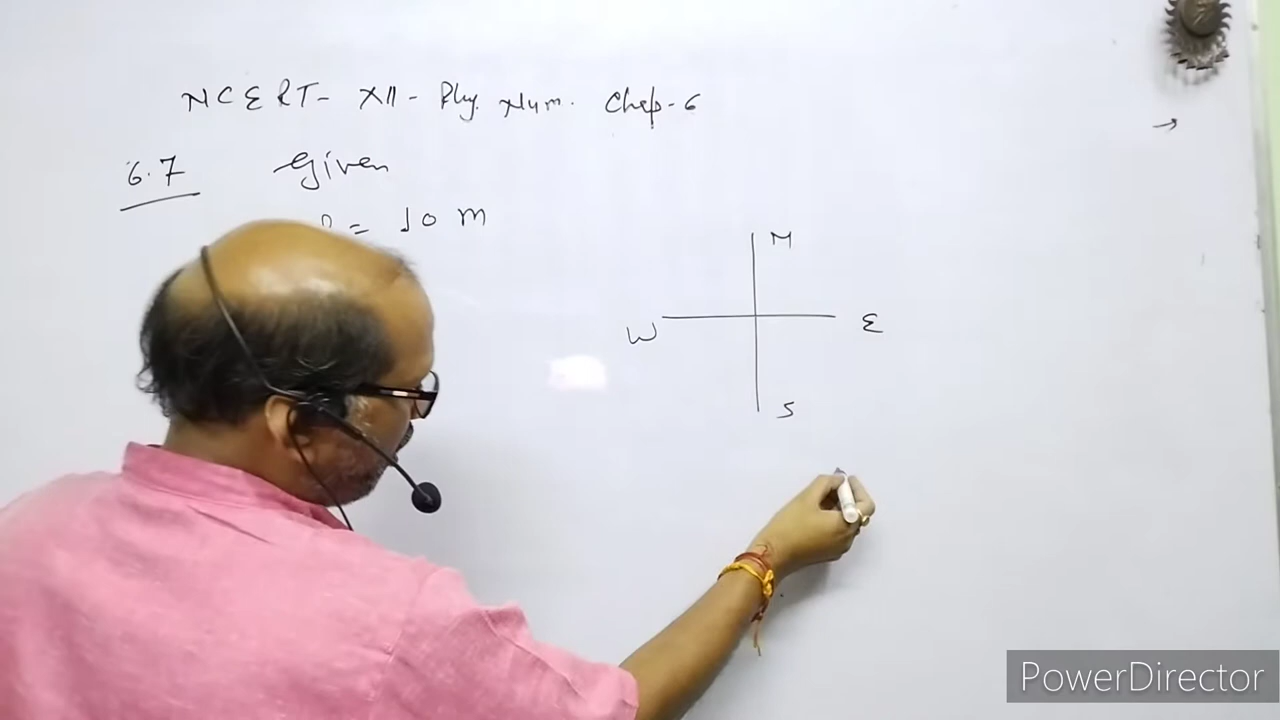 NCERT- XII - Phy. Num. Chap-6
6.7 Given
l = 10 m
N
W E
S
PowerDirector